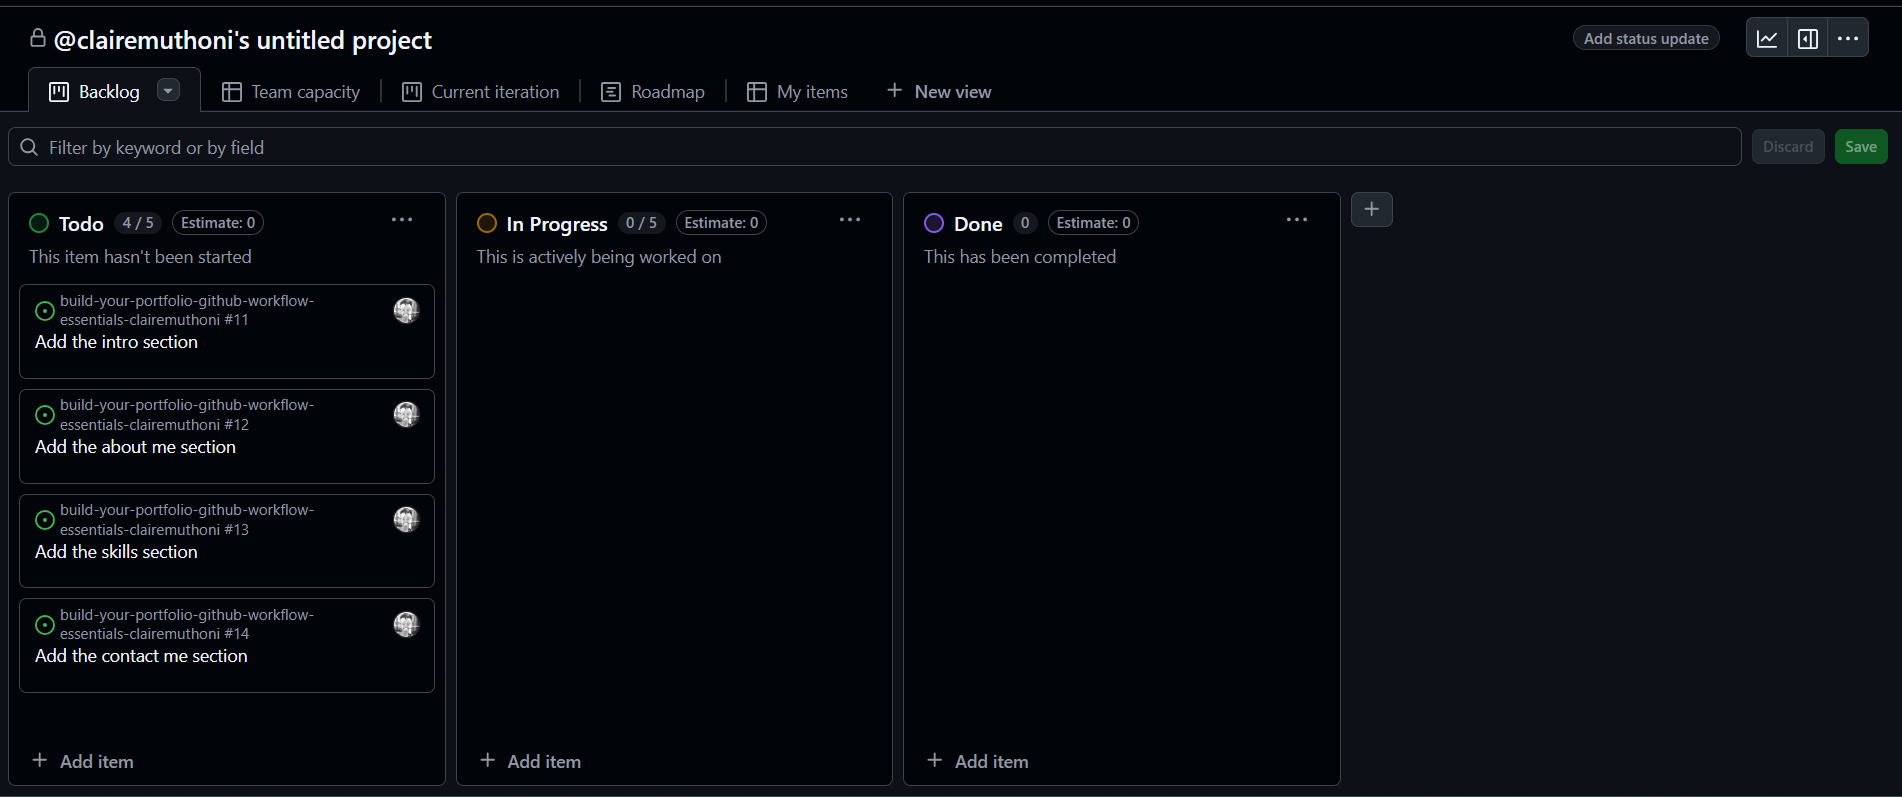 @clairemuthoni's untitled project
Add status update
Backlog
Team capacity
Current iteration
Roadmap
My items
New view
Filter by keyword or by field
Discard
Save
Todo
4 / 5
Estimate: 0
This item hasn't been started
build-your-portfolio-github-workflow-
essentials-clairemuthoni #11
Add the intro section
build-your-portfolio-github-workflow-
essentials-clairemuthoni #12
Add the about me section
build-your-portfolio-github-workflow-
essentials-clairemuthoni #13
Add the skills section
build-your-portfolio-github-workflow-
essentials-clairemuthoni #14
Add the contact me section
Add item
In Progress
0 / 5
Estimate: 0
This is actively being worked on
Add item
Done
0
Estimate: 0
This has been completed
Add item